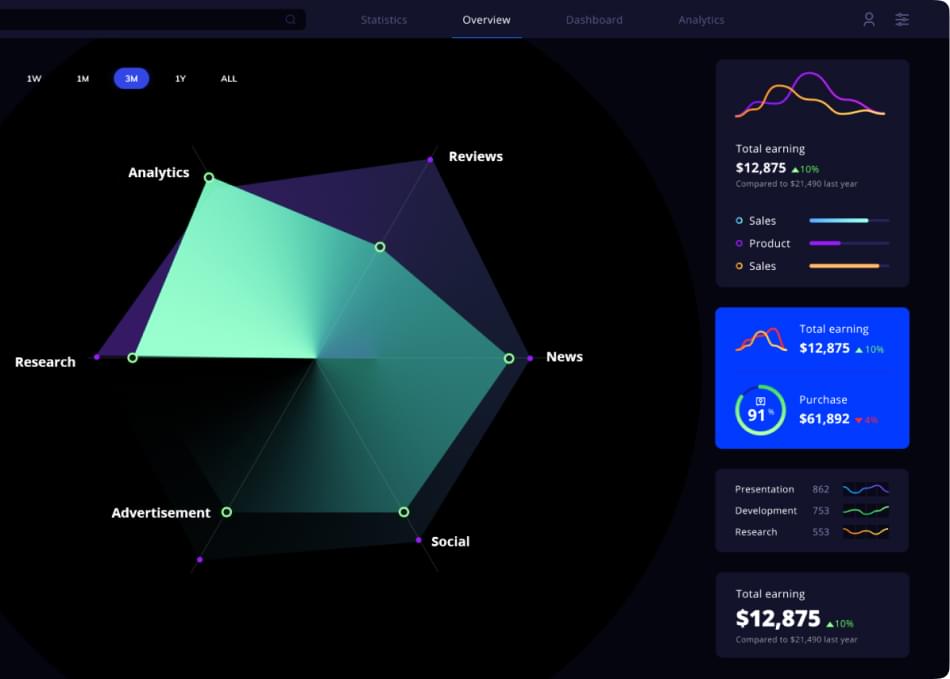 Statistics Overview Dashboard Analytics
1W 1M 3M 1Y ALL
Analytics
Reviews
Research
News
Advertisement
Social
Total earning
$12,875 ▲10%
Compared to $21,490 last year
Sales
Product
Sales
Total earning
$12,875 ▲10%
91%
Purchase
$61,892 ▼4%
Presentation 862
Development 753
Research 553
Total earning
$12,875 ▲10%
Compared to $21,490 last year